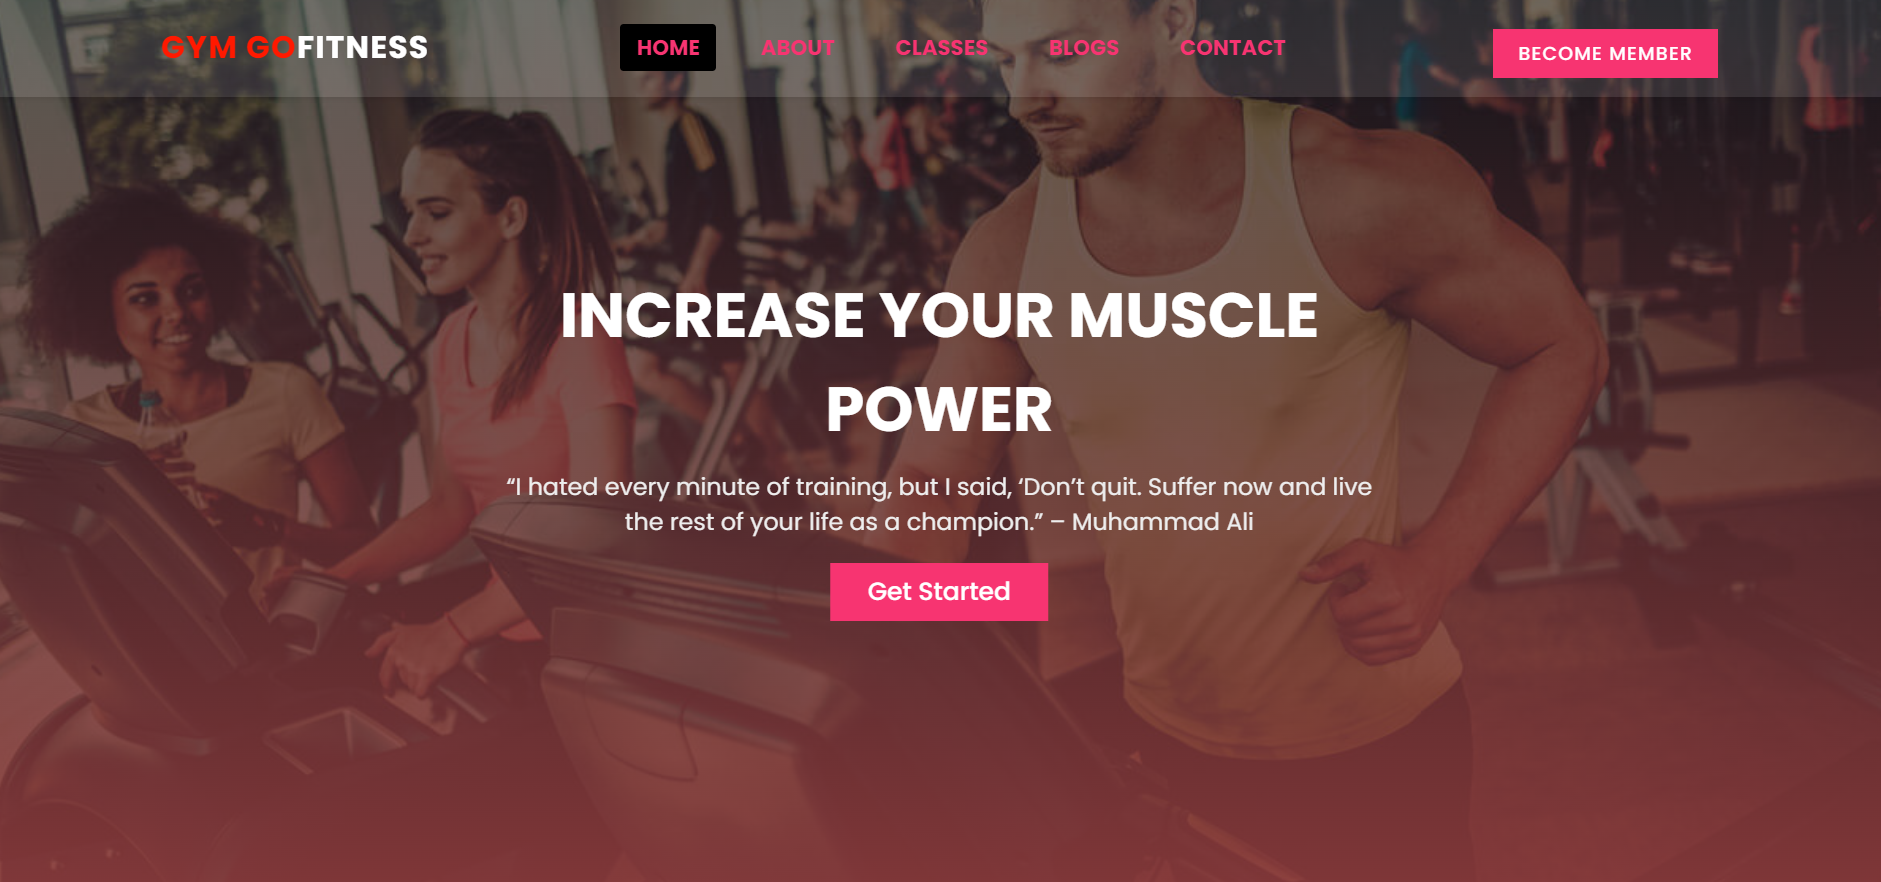 GYM GOFITNESS
HOME
ABOUT
CLASSES
BLOGS
CONTACT
BECOME MEMBER
INCREASE YOUR MUSCLE
POWER
“I hated every minute of training, but I said, ‘Don’t quit. Suffer now and live
the rest of your life as a champion.” – Muhammad Ali
Get Started